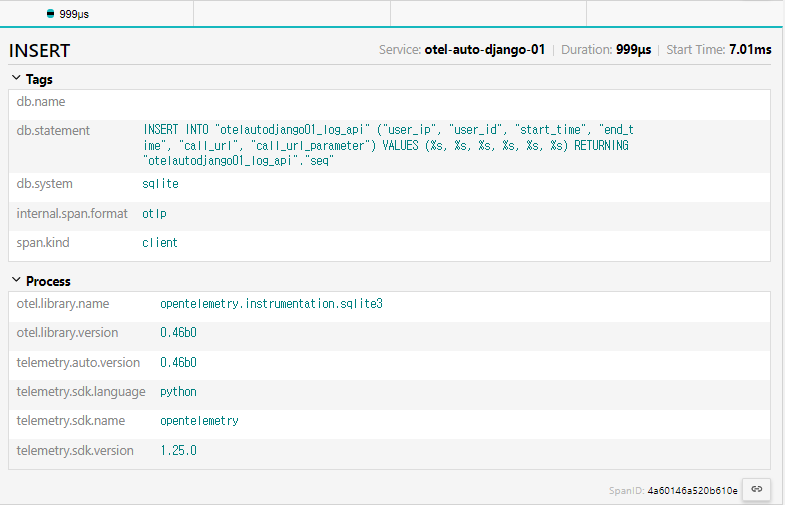 999μs
INSERT
Service: otel-auto-django-01 | Duration: 999μs | Start Time: 7.01ms
Tags
db.name
db.statement INSERT INTO "otelautodjango01_log_api" ("user_ip", "user_id", "start_time", "end_t
ime", "call_url", "call_url_parameter") VALUES (%s, %s, %s, %s, %s, %s) RETURNING
"otelautodjango01_log_api"."seq"
db.system sqlite
internal.span.format otlp
span.kind client
Process
otel.library.name opentelemetry.instrumentation.sqlite3
otel.library.version 0.46b0
telemetry.auto.version 0.46b0
telemetry.sdk.language python
telemetry.sdk.name opentelemetry
telemetry.sdk.version 1.25.0
SpanID: 4a60146a520b610e